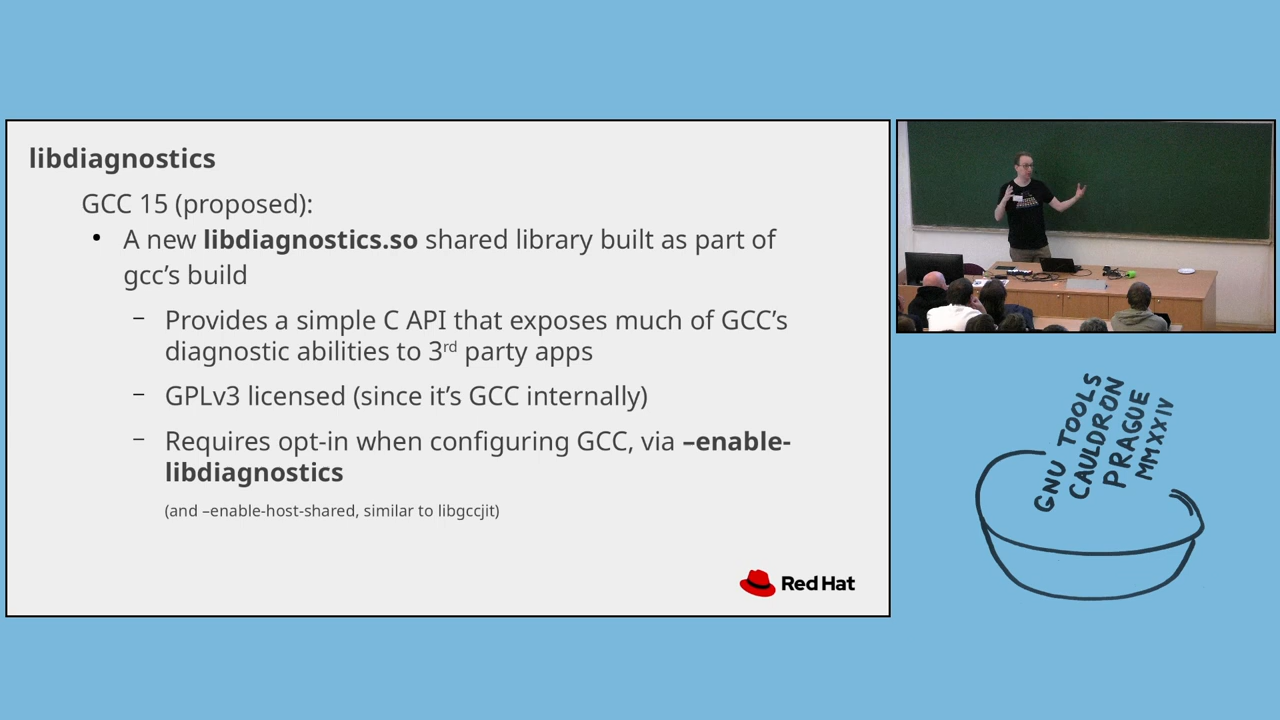 libdiagnostics
GCC 15 (proposed):
• A new libdiagnostics.so shared library built as part of
gcc’s build
– Provides a simple C API that exposes much of GCC’s
diagnostic abilities to 3rd party apps
– GPLv3 licensed (since it’s GCC internally)
– Requires opt-in when configuring GCC, via –enable-
libdiagnostics
(and –enable-host-shared, similar to libgccjit)
Red Hat
GNU TOOLS
CAULDRON
PRAGUE
MMXXIV